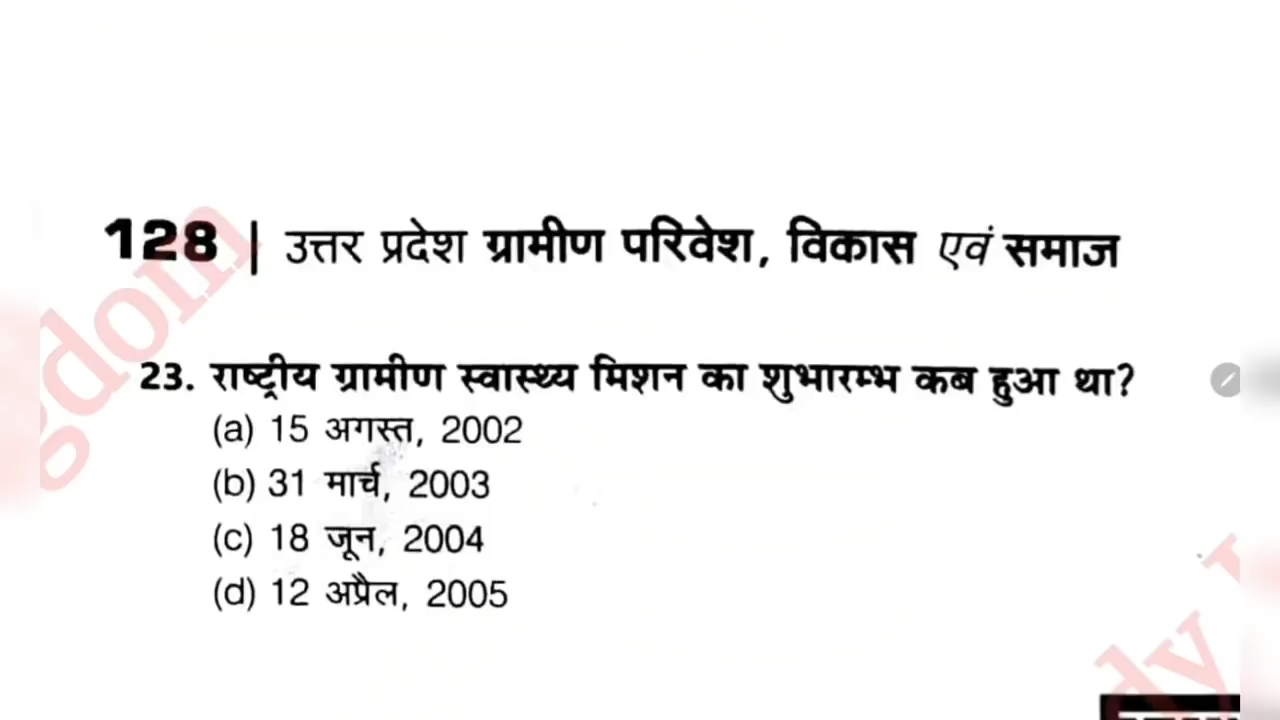 128 | उत्तर प्रदेश ग्रामीण परिवेश, विकास एवं समाज
23. राष्ट्रीय ग्रामीण स्वास्थ्य मिशन का शुभारम्भ कब हुआ था?
(a) 15 अगस्त, 2002
(b) 31 मार्च, 2003
(c) 18 जून, 2004
(d) 12 अप्रैल, 2005